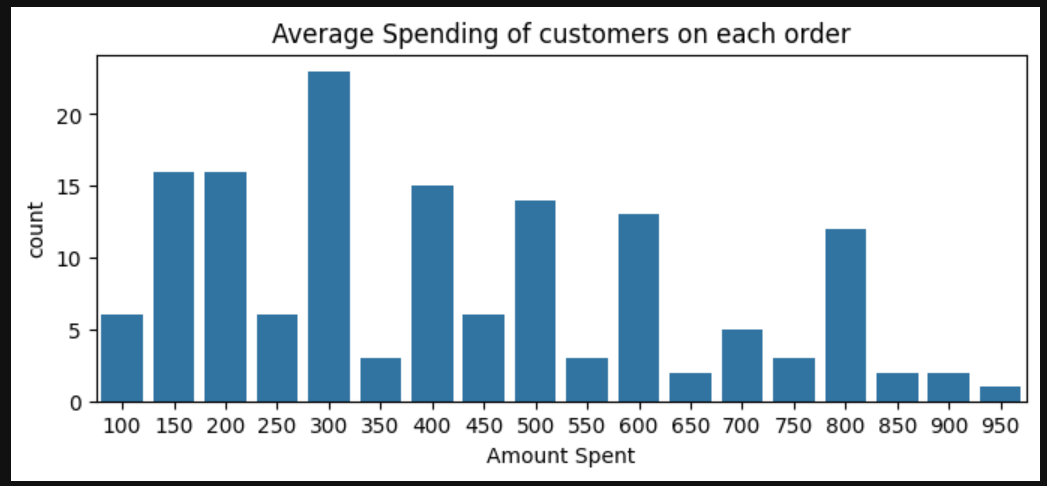 Average Spending of customers on each order
20
15
10
5
0
count
100 150 200 250 300 350 400 450 500 550 600 650 700 750 800 850 900 950
Amount Spent